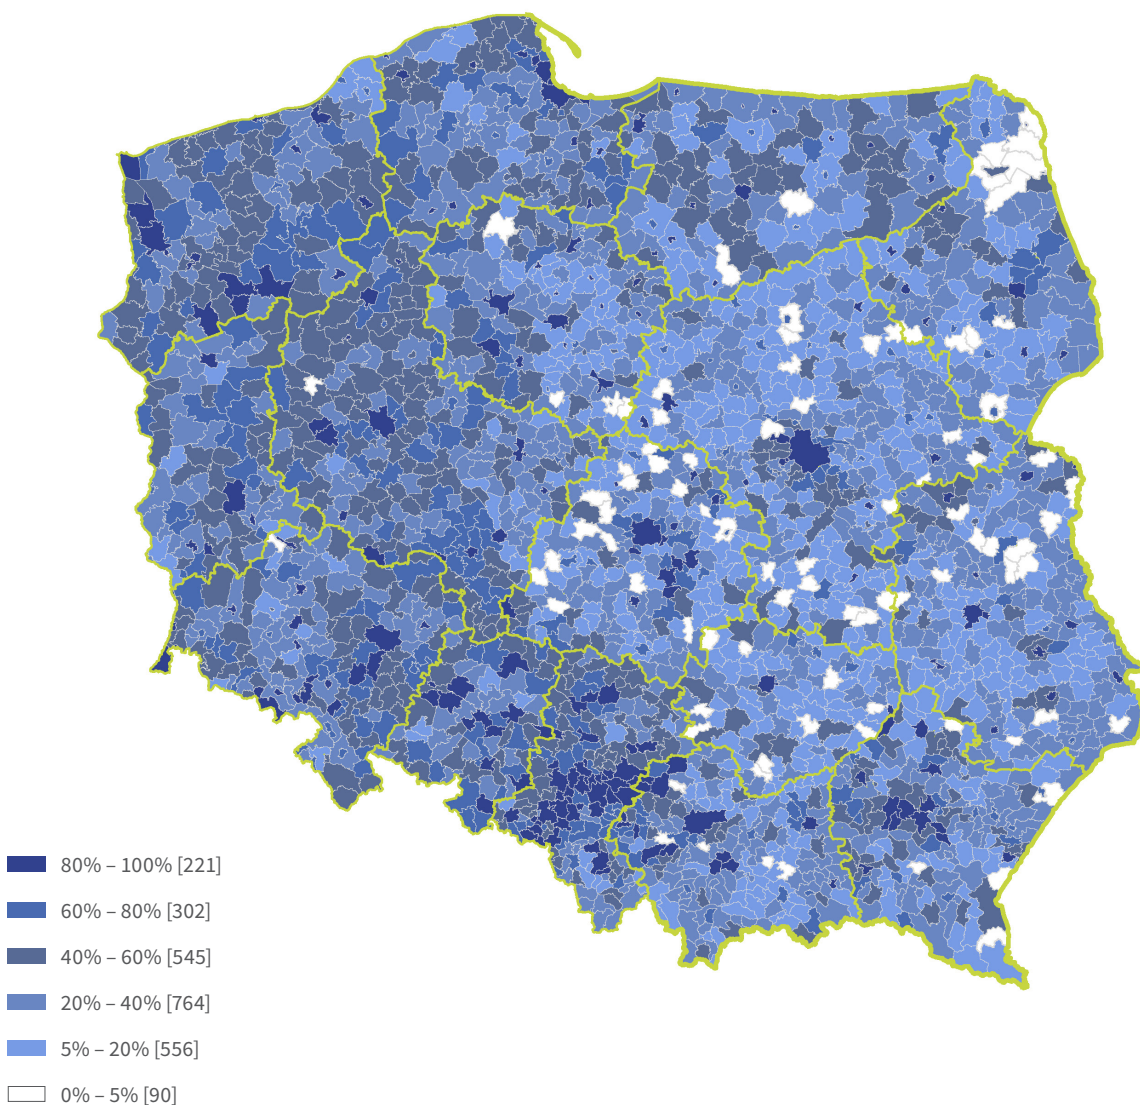 80% – 100% [221]
60% – 80% [302]
40% – 60% [545]
20% – 40% [764]
5% – 20% [556]
0% – 5% [90]